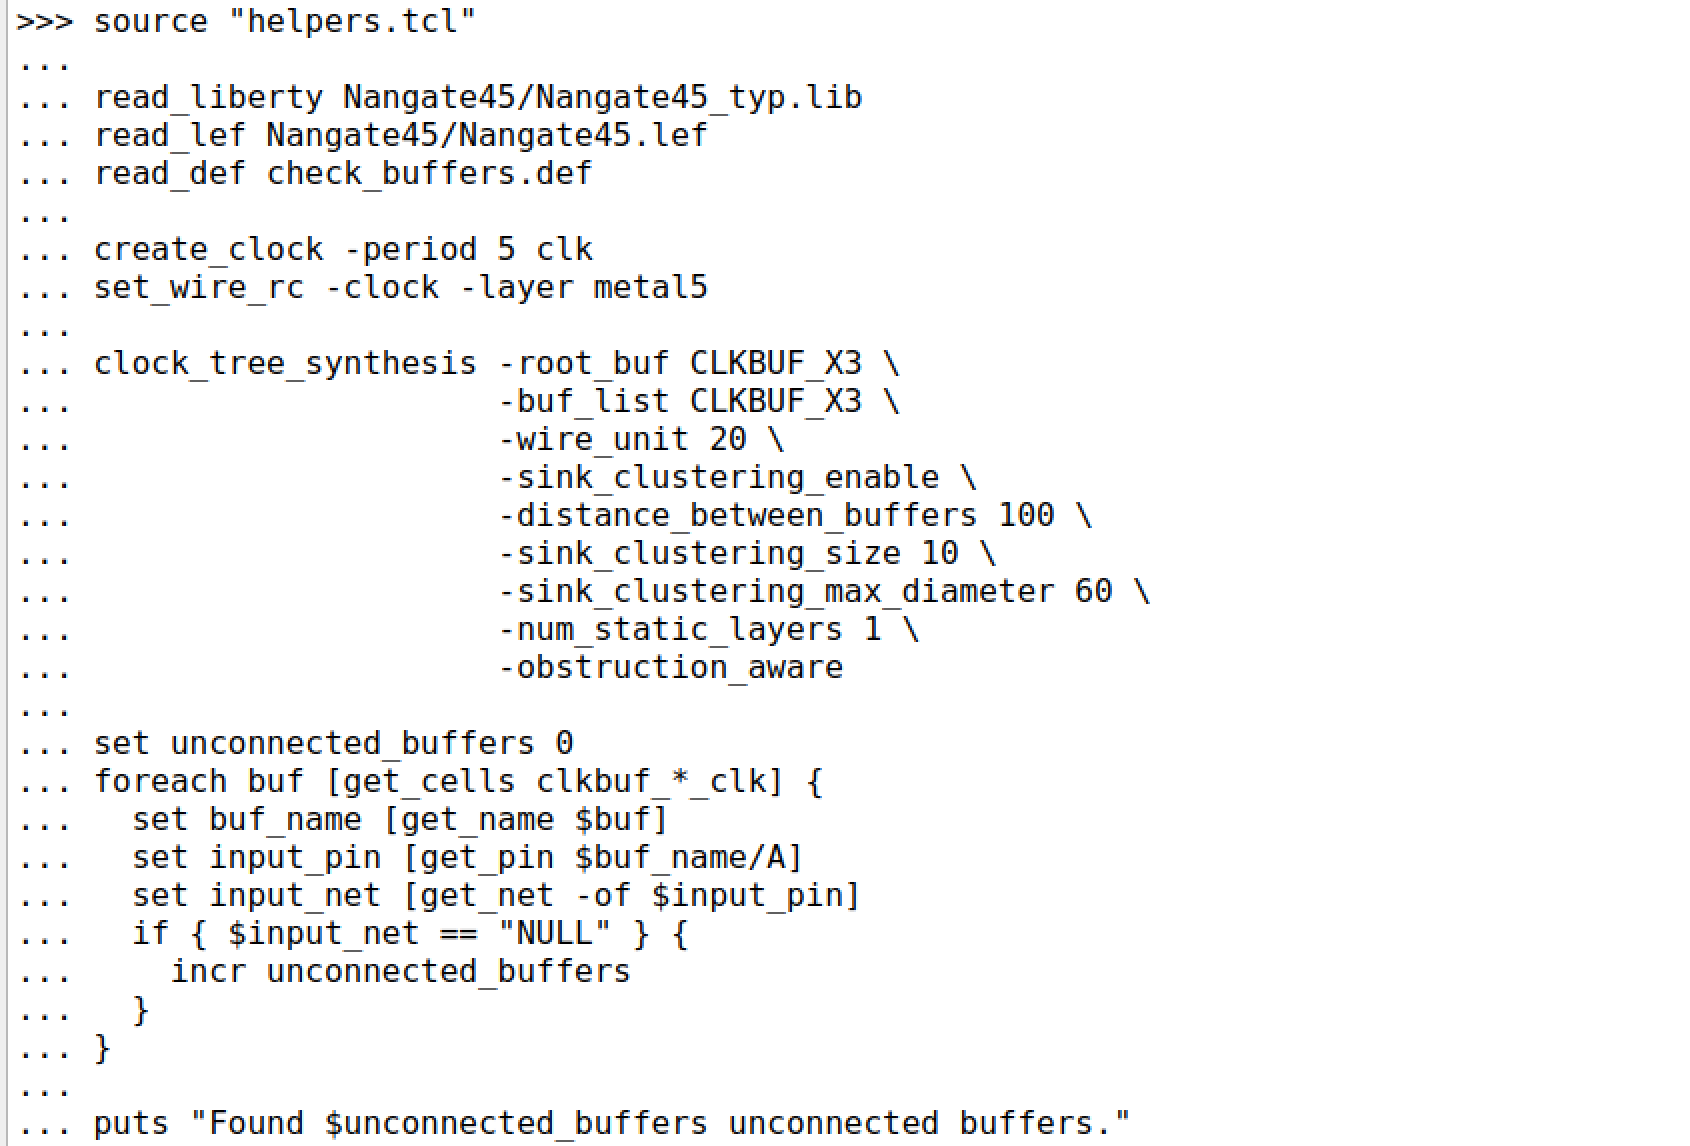 >>> source "helpers.tcl"
...
... read_liberty Nangate45/Nangate45_typ.lib
... read_lef Nangate45/Nangate45.lef
... read_def check_buffers.def
...
... create_clock -period 5 clk
... set_wire_rc -clock -layer metal5
...
... clock_tree_synthesis -root_buf CLKBUF_X3 \
...                      -buf_list CLKBUF_X3 \
...                      -wire_unit 20 \
...                      -sink_clustering_enable \
...                      -distance_between_buffers 100 \
...                      -sink_clustering_size 10 \
...                      -sink_clustering_max_diameter 60 \
...                      -num_static_layers 1 \
...                      -obstruction_aware
...
... set unconnected_buffers 0
... foreach buf [get_cells clkbuf_*_clk] {
...   set buf_name [get_name $buf]
...   set input_pin [get_pin $buf_name/A]
...   set input_net [get_net -of $input_pin]
...   if { $input_net == "NULL" } {
...     incr unconnected_buffers
...   }
... }
...
... puts "Found $unconnected_buffers unconnected buffers."